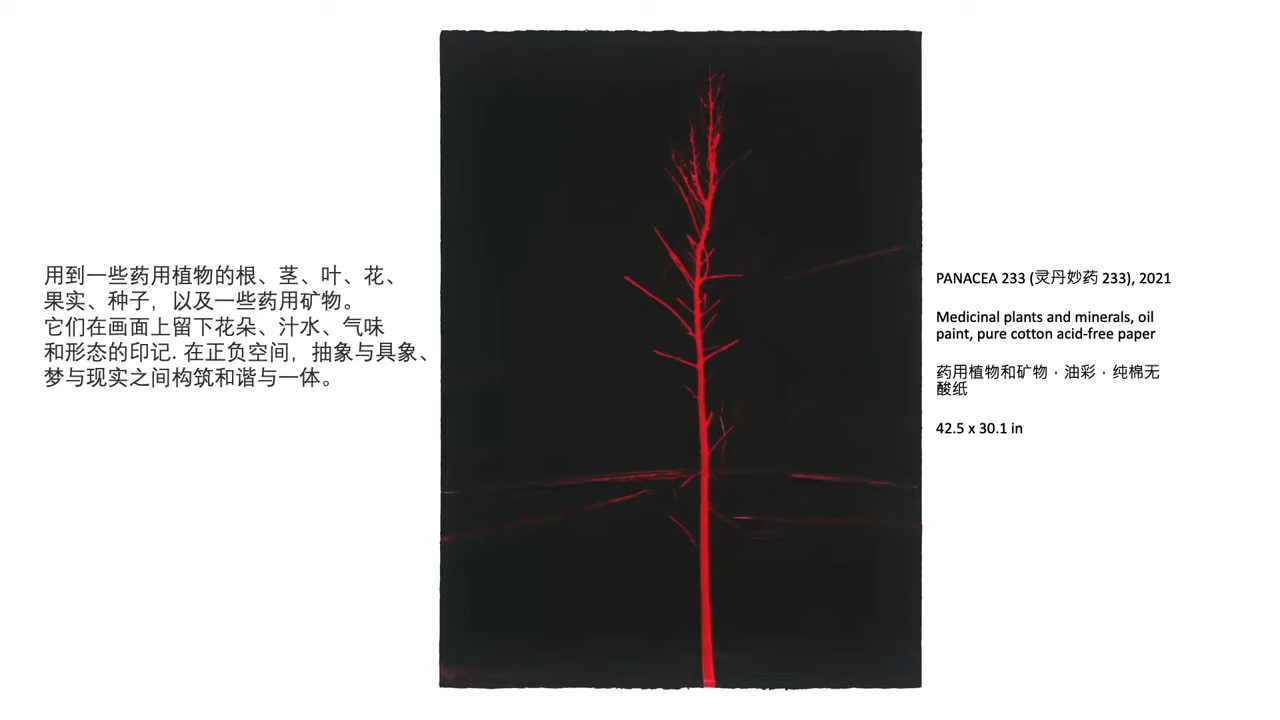 用到一些药用植物的根、茎、叶、花、
果实、种子，以及一些药用矿物。
它们在画面上留下花朵、汁水、气味
和形态的印记. 在正负空间，抽象与具象、
梦与现实之间构筑和谐与一体。
PANACEA 233 (灵丹妙药 233), 2021
Medicinal plants and minerals, oil
paint, pure cotton acid-free paper
药用植物和矿物 · 油彩 · 纯棉无
酸纸
42.5 x 30.1 in